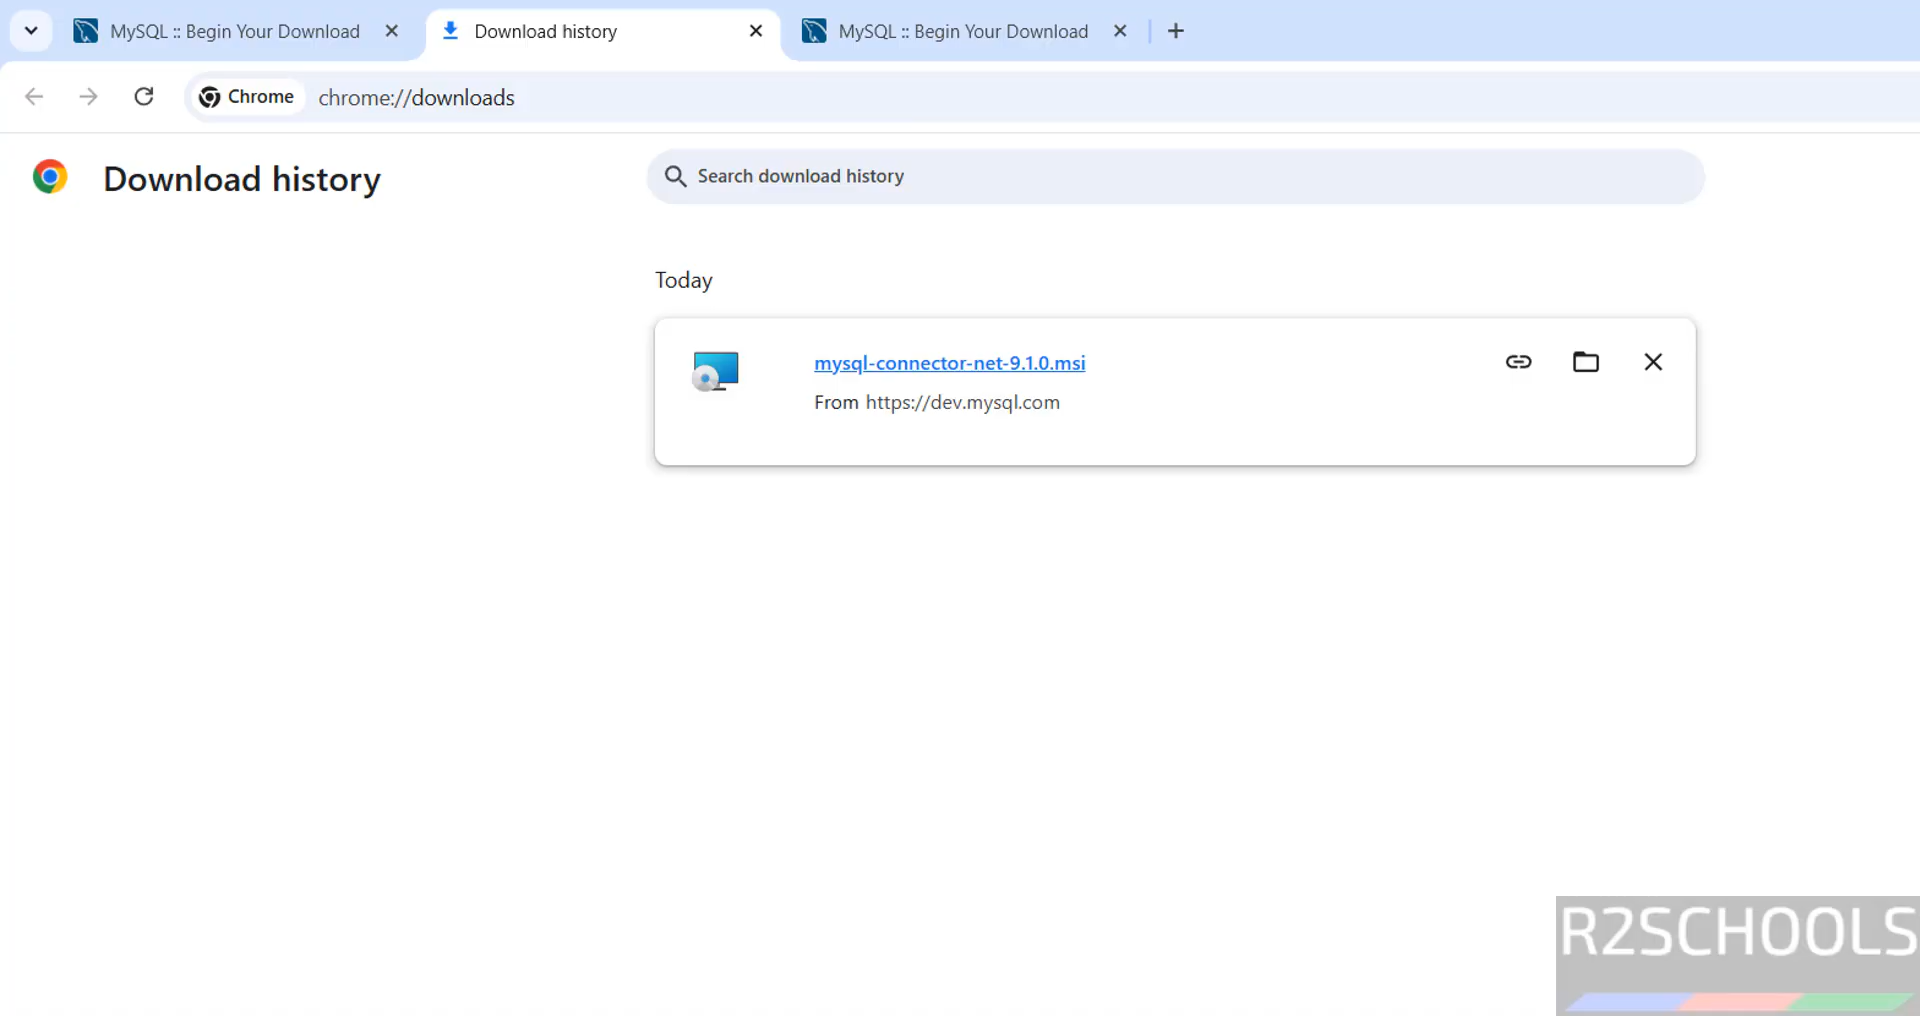 MySQL :: Begin Your Download
Download history
MySQL :: Begin Your Download
Chrome
chrome://downloads
Download history
Search download history
Today
mysql-connector-net-9.1.0.msi
From https://dev.mysql.com
R2SCHOOLS